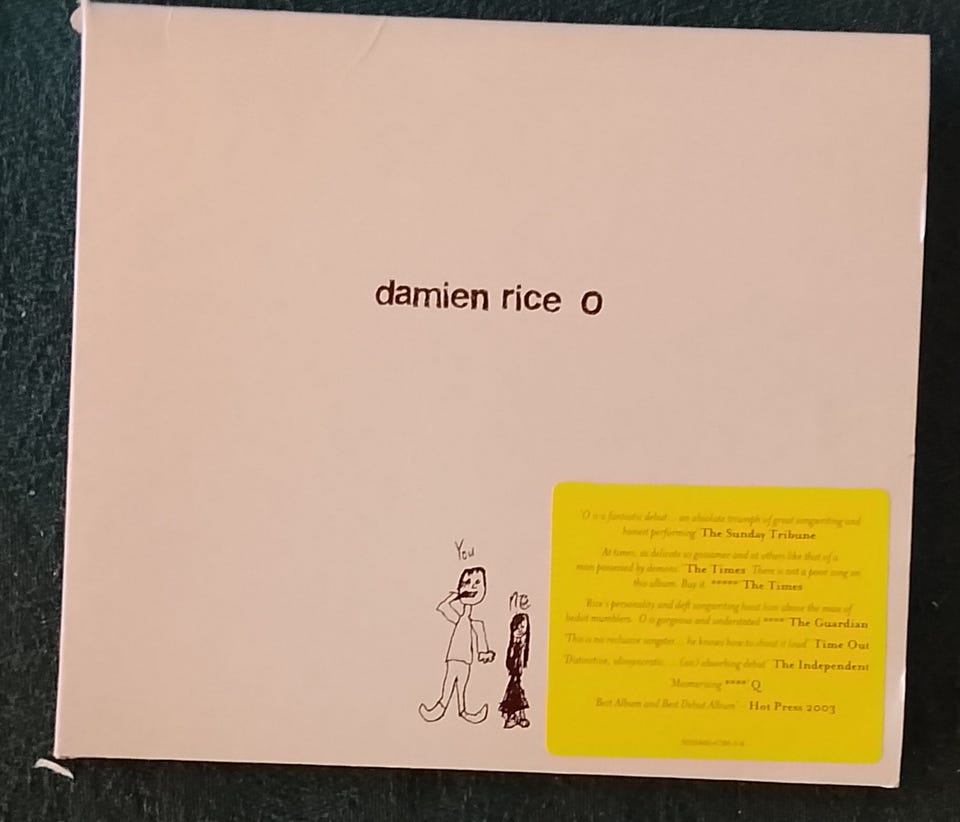 damien rice O
You
ME
'O is a fantastic debut... an absolute triumph of great songwriting and
honest performing' The Sunday Tribune
'At times, as delicate as gossamer and at others like that of a
man possessed by demons.' The Times 'There is not a poor song on
this album. Buy it. ***** The Times
'Rice's personality and deft songwriting hoist him above the mass of
bedsit mumblers. O is gorgeous and understated **** The Guardian
'This is no reclusive songster... he knows how to shout it loud' Time Out
'Distinctive, idiosyncratic.... (an) absorbing debut' The Independent
'Mesmerising ****' Q
'Best Album and Best Debut Album' - Hot Press 2003